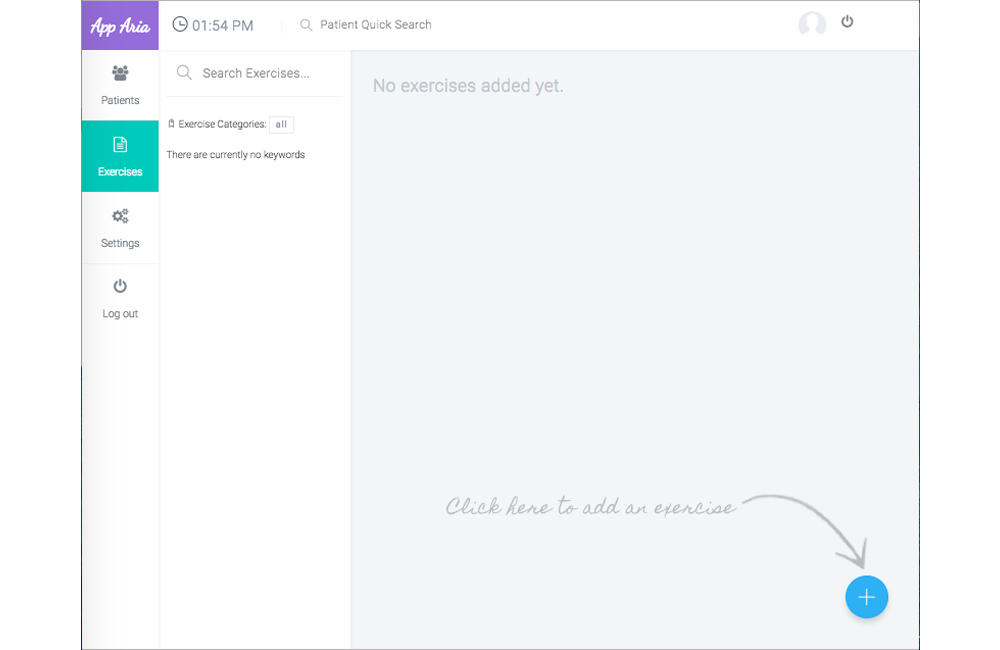 App Aria
01:54 PM
Patient Quick Search
Patients
Exercises
Settings
Log out
Search Exercises...
Exercise Categories: all
There are currently no keywords
No exercises added yet.
Click here to add an exercise